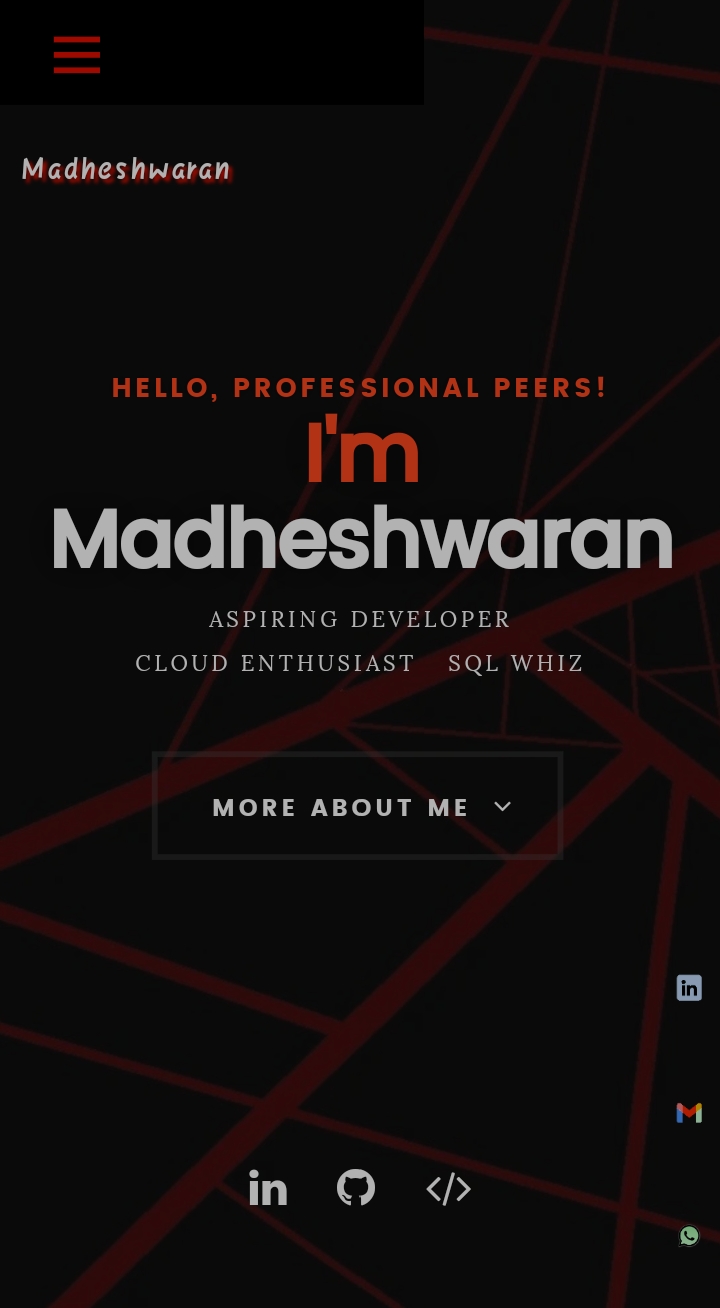 Madheshwaran
HELLO, PROFESSIONAL PEERS!
I'm
Madheshwaran
ASPIRING DEVELOPER
CLOUD ENTHUSIAST SQL WHIZ
MORE ABOUT ME